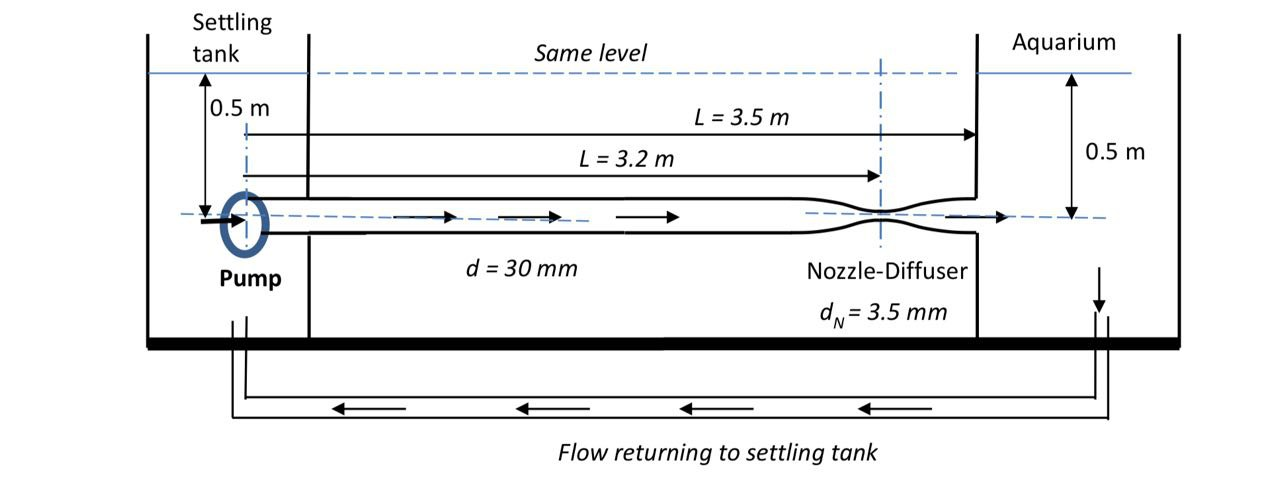 Settling
tank
Same level
Aquarium
0.5 m
L = 3.5 m
L = 3.2 m
0.5 m
Pump
d = 30 mm
Nozzle-Diffuser
dN = 3.5 mm
Flow returning to settling tank